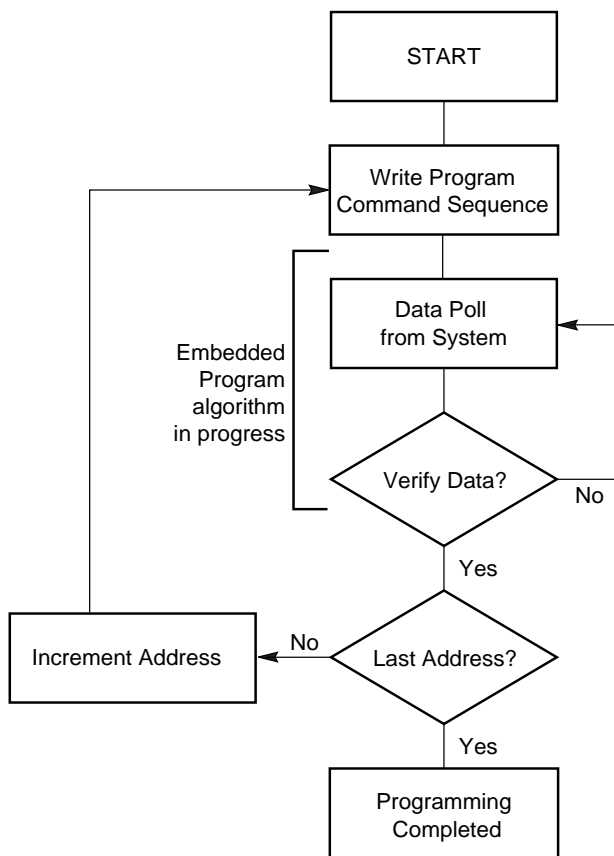 START
Write Program
Command Sequence
Data Poll
from System
Embedded
Program
algorithm
in progress
Verify Data?
No
Yes
Increment Address
No
Last Address?
Yes
Programming
Completed